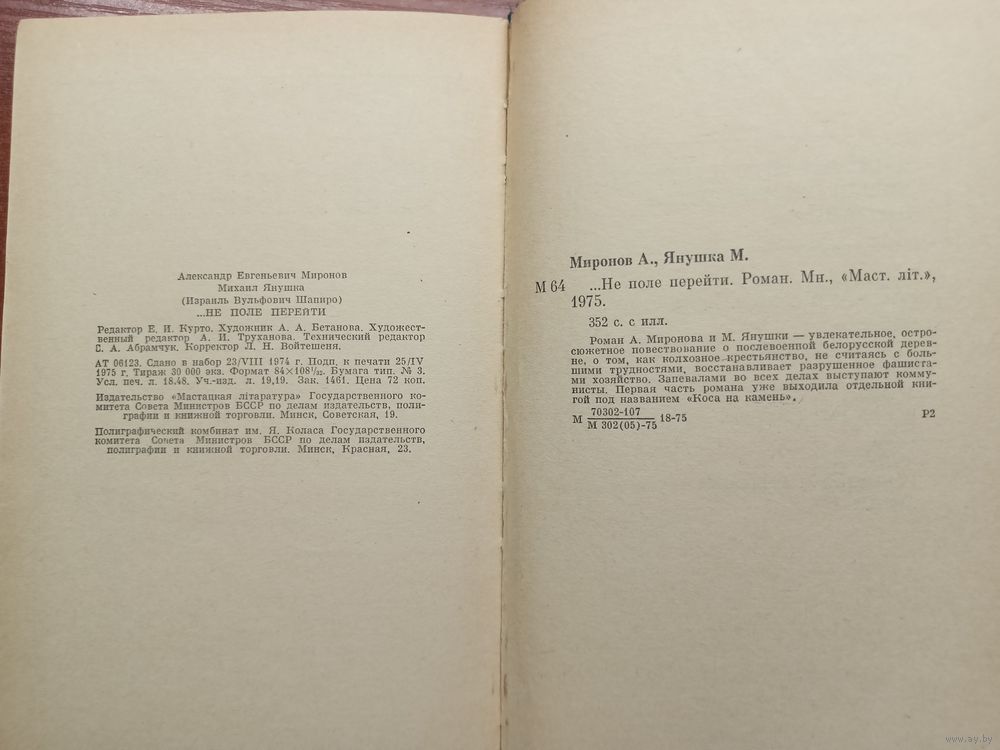 Александр Евгеньевич Миронов
Михаил Янушка
(Израиль Вульфович Шапиро)
...НЕ ПОЛЕ ПЕРЕЙТИ
Редактор Е. И. Курто. Художник А. А. Бетанова. Художест-
венный редактор А. И. Труханова. Технический редактор
С. А. Абрамчук. Корректор Л. Н. Войтешеня.
АТ 06123. Сдано в набор 23/VIII 1974 г. Подп. к печати 25/IV
1975 г. Тираж 30 000 экз. Формат 84×108¹/₃₂. Бумага тип. № 3.
Усл. печ. л. 18.48. Уч.-изд. л. 19,19. Зак. 1461. Цена 72 коп.
Издательство «Мастацкая літаратура» Государственного ко-
митета Совета Министров БССР по делам издательств, поли-
графии и книжной торговли. Минск, Советская, 19.
Полиграфический комбинат им. Я. Коласа Государственного
комитета Совета Министров БССР по делам издательств,
полиграфии и книжной торговли. Минск, Красная, 23.
Миронов А., Янушка М.
М 64 ...Не поле перейти. Роман. Мн., «Маст. літ.»,
1975.
352 с. с илл.
Роман А. Миронова и М. Янушки — увлекательное, остро-
сюжетное повествование о послевоенной белорусской дерев-
не, о том, как колхозное крестьянство, не считаясь с боль-
шими трудностями, восстанавливает разрушенное фашиста-
ми хозяйство. Запевалами во всех делах выступают комму-
нисты. Первая часть романа уже выходила отдельной кни-
гой под названием «Коса на камень».
70302-107
М 18-75 Р2
М 302(05)-75
www.ay.by